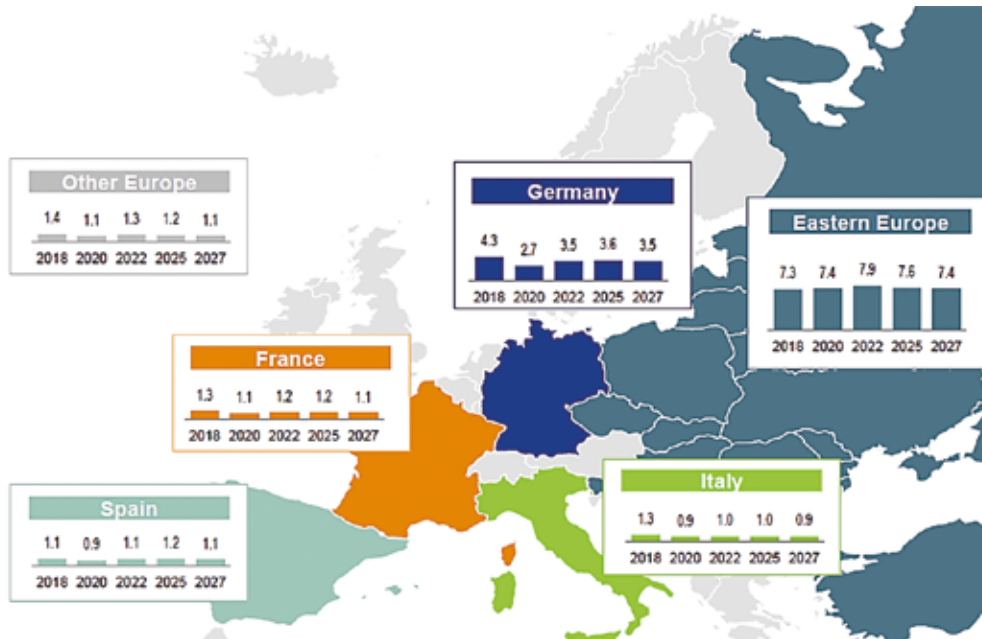 Other Europe
1.4 1.1 1.3 1.2 1.1
2018 2020 2022 2025 2027
Germany
4.3 2.7 3.5 3.6 3.5
2018 2020 2022 2025 2027
Eastern Europe
7.3 7.4 7.9 7.6 7.4
2018 2020 2022 2025 2027
France
1.3 1.1 1.2 1.2 1.1
2018 2020 2022 2025 2027
Spain
1.1 0.9 1.1 1.2 1.1
2018 2020 2022 2025 2027
Italy
1.3 0.9 1.0 1.0 0.9
2018 2020 2022 2025 2027